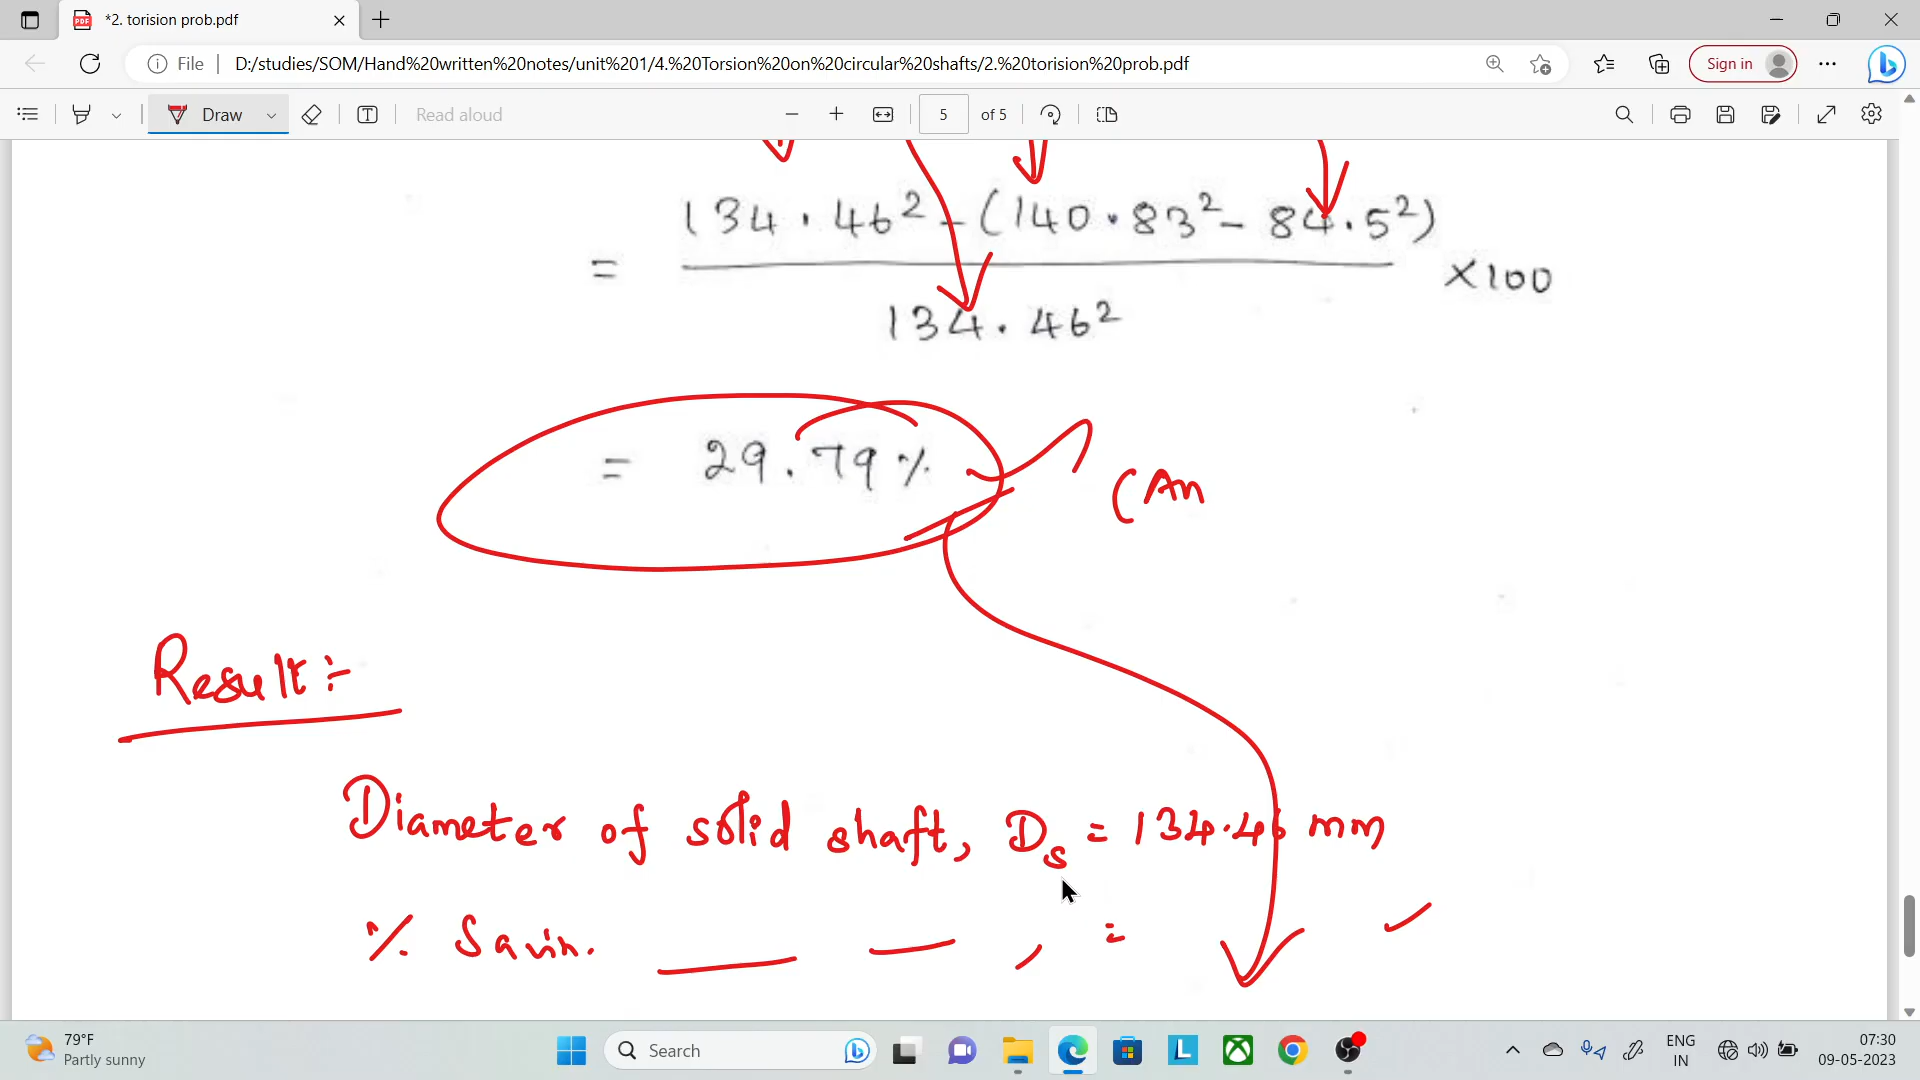 *2. torision prob.pdf
File
D:/studies/SOM/Hand%20written%20notes/unit%201/4.%20Torsion%20on%20circular%20shafts/2.%20torision%20prob.pdf
Sign in
Draw
Read aloud
5 of 5
134.46² - (140.83² - 84.5²)
= ×100
134.46²
= 29.79 %
(An
Result :-
Diameter of solid shaft, Ds = 134.46 mm
% Savin. , =
79°F
Partly sunny
Search
ENG
IN
07:30
09-05-2023